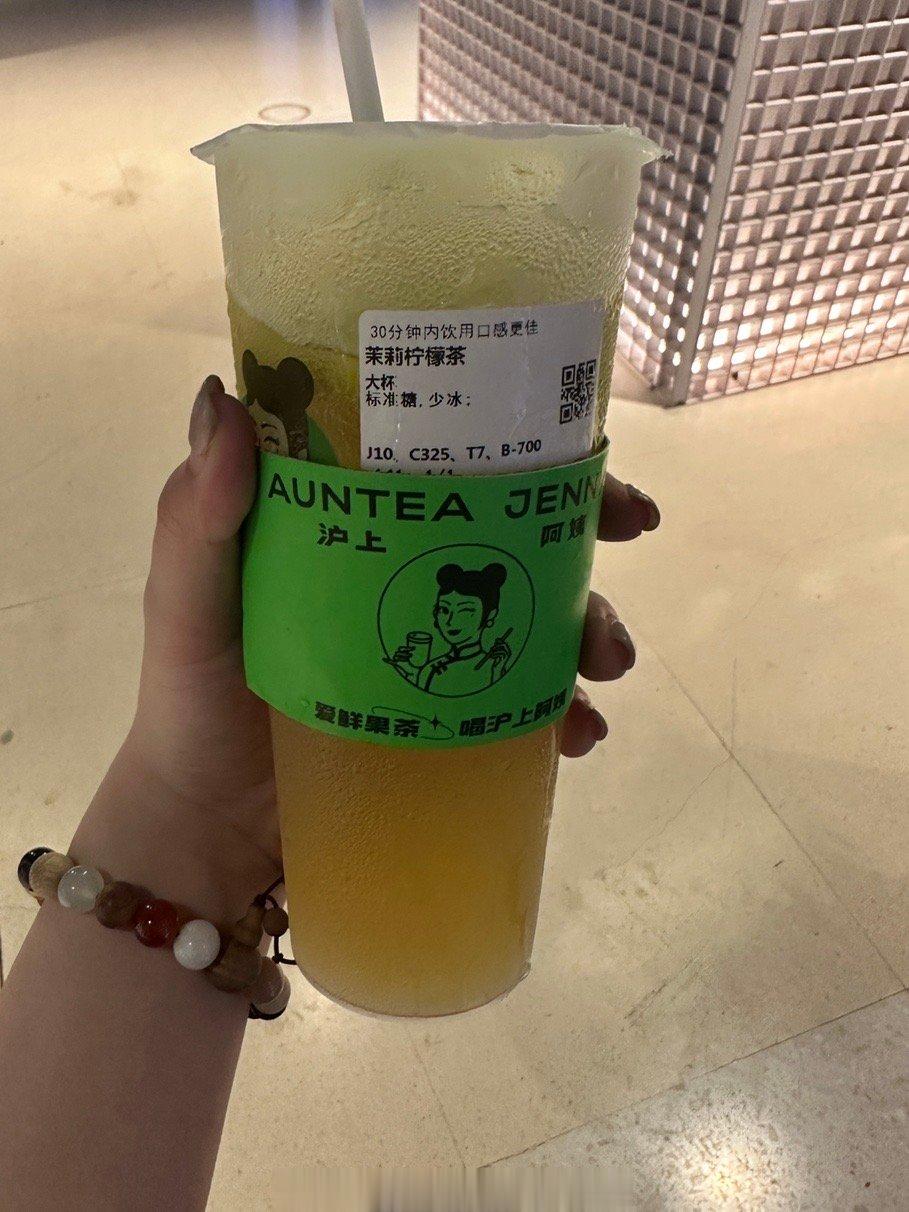 30分钟内饮用口感更佳
茉莉柠檬茶
大杯
标准糖,少冰;
J10、C325、T7、B-700
AUNTEA JENN
沪上 阿姨
爱鲜果茶 喝沪上阿姨